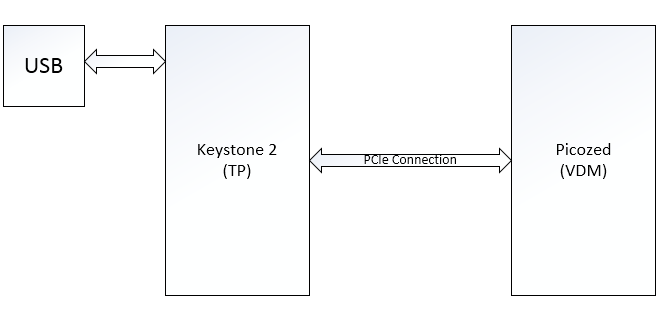 USB
Keystone 2
(TP)
PCIe Connection
Picozed
(VDM)